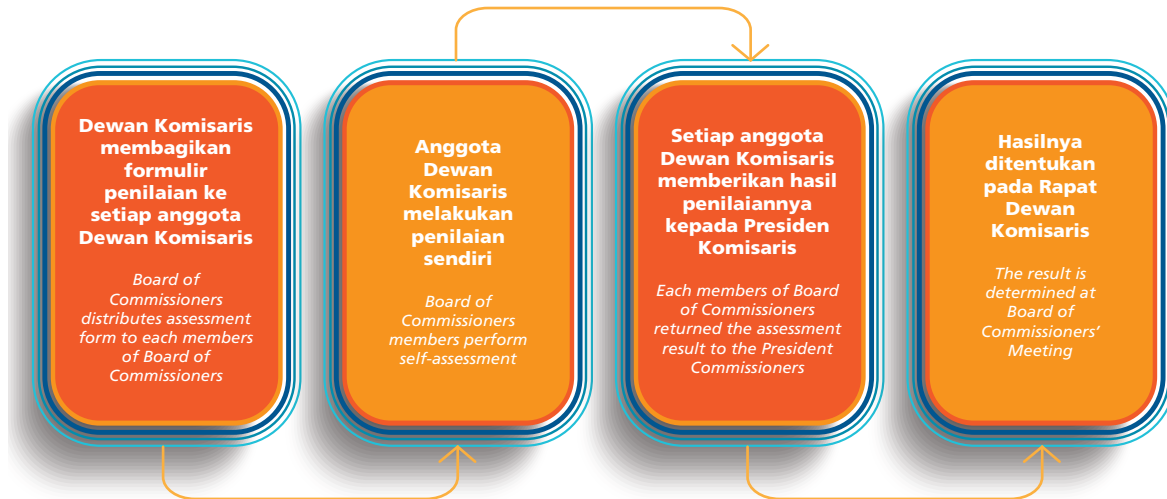 Dewan Komisaris
membagikan
formulir
penilaian ke
setiap anggota
Dewan Komisaris
Board of
Commissioners
distributes assessment
form to each members
of Board of
Commissioners
Anggota
Dewan
Komisaris
melakukan
penilaian
sendiri
Board of
Commissioners
members perform
self-assessment
Setiap anggota
Dewan Komisaris
memberikan hasil
penilaiannya
kepada Presiden
Komisaris
Each members of Board
of Commissioners
returned the assessment
result to the President
Commissioners
Hasilnya
ditentukan
pada Rapat
Dewan
Komisaris
The result is
determined at
Board of
Commissioners’
Meeting